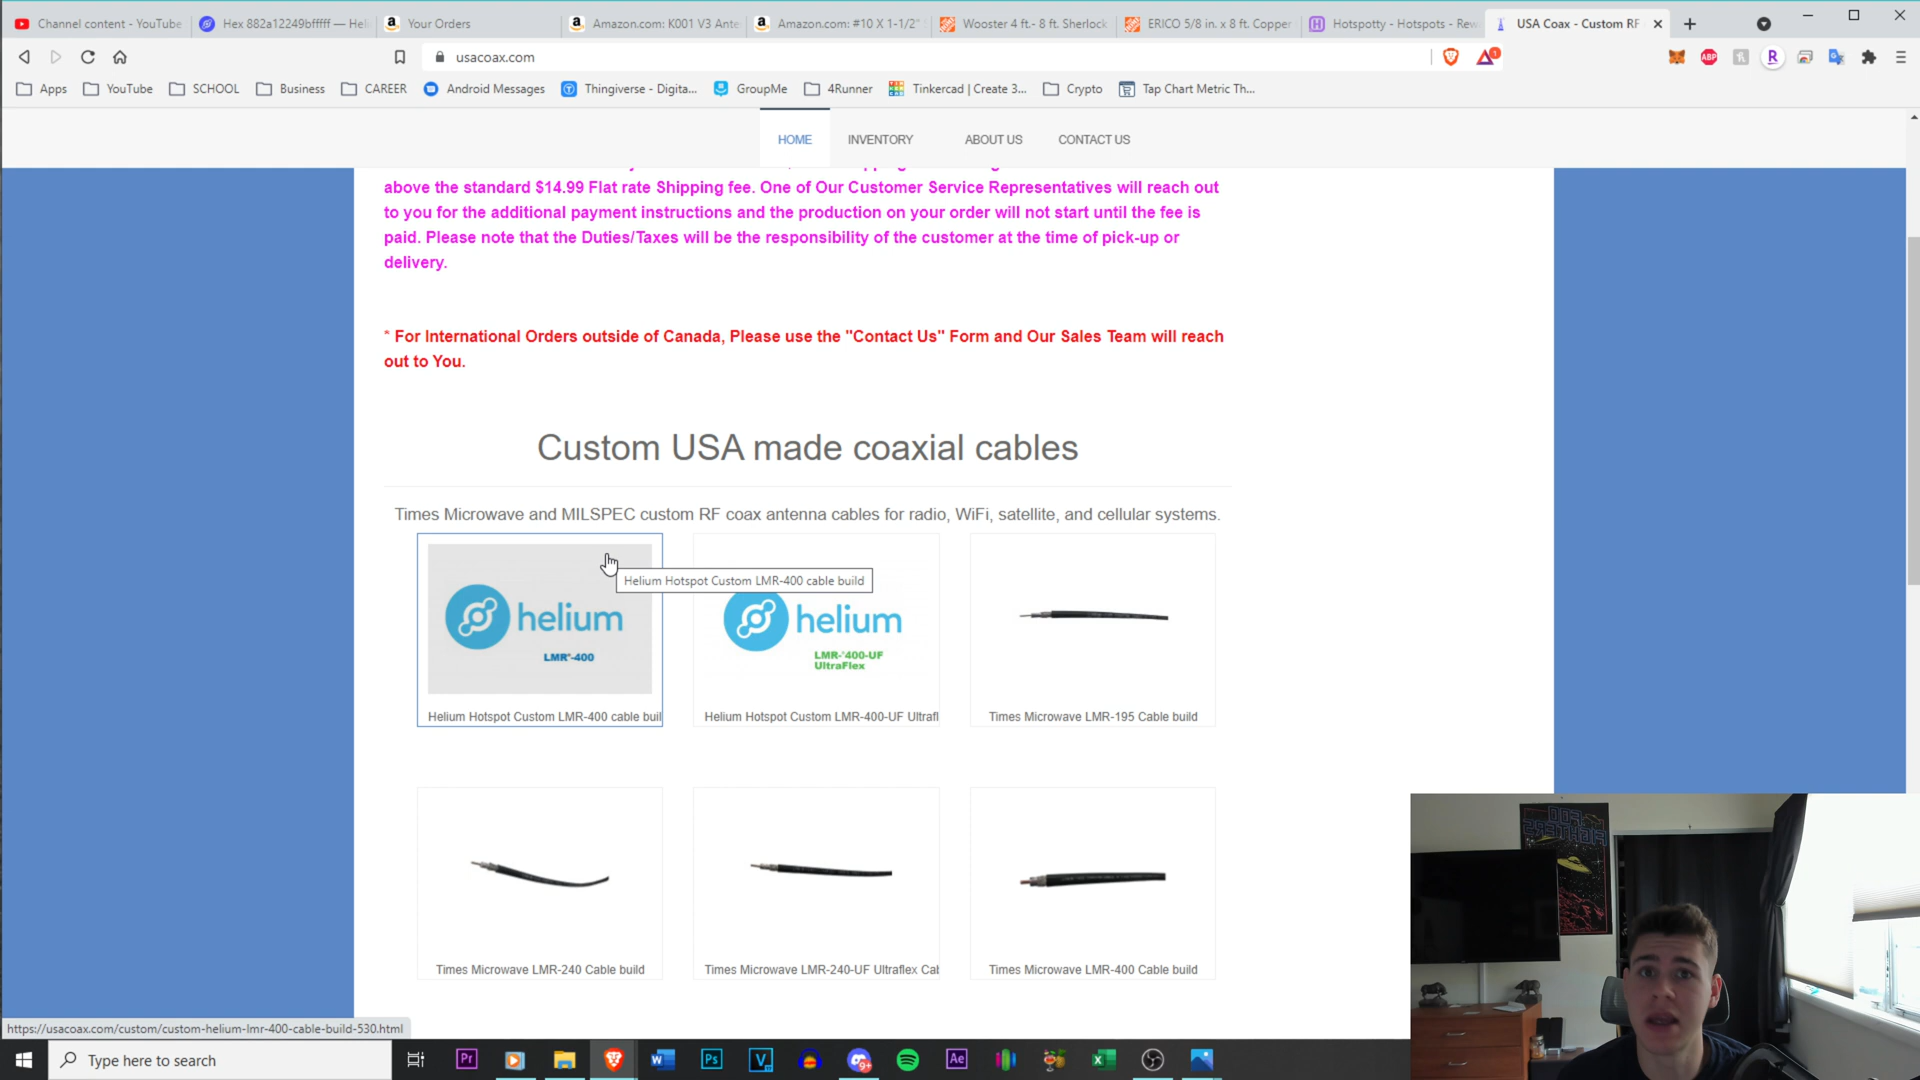 Channel content - YouTube
Hex 882a12249bfffff — Hel
Your Orders
Amazon.com: K001 V3 Ante
Amazon.com: #10 X 1-1/2"
Wooster 4 ft.- 8 ft. Sherlock
ERICO 5/8 in. x 8 ft. Copper
Hotspotty - Hotspots - Rew
USA Coax - Custom RF
usacoax.com
Apps
YouTube
SCHOOL
Business
CAREER
Android Messages
Thingiverse - Digita...
GroupMe
4Runner
Tinkercad | Create 3...
Crypto
Tap Chart Metric Th...
HOME
INVENTORY
ABOUT US
CONTACT US
above the standard $14.99 Flat rate Shipping fee. One of Our Customer Service Representatives will reach out
to you for the additional payment instructions and the production on your order will not start until the fee is
paid. Please note that the Duties/Taxes will be the responsibility of the customer at the time of pick-up or
delivery.
* For International Orders outside of Canada, Please use the "Contact Us" Form and Our Sales Team will reach
out to You.
Custom USA made coaxial cables
Times Microwave and MILSPEC custom RF coax antenna cables for radio, WiFi, satellite, and cellular systems.
Helium Hotspot Custom LMR-400 cable build
helium
LMR®-400
helium
LMR-®400-UF
UltraFlex
Helium Hotspot Custom LMR-400 cable buil
Helium Hotspot Custom LMR-400-UF Ultrafl
Times Microwave LMR-195 Cable build
Times Microwave LMR-240 Cable build
Times Microwave LMR-240-UF Ultraflex Cab
Times Microwave LMR-400 Cable build
https://usacoax.com/custom/custom-helium-lmr-400-cable-build-530.html
Type here to search